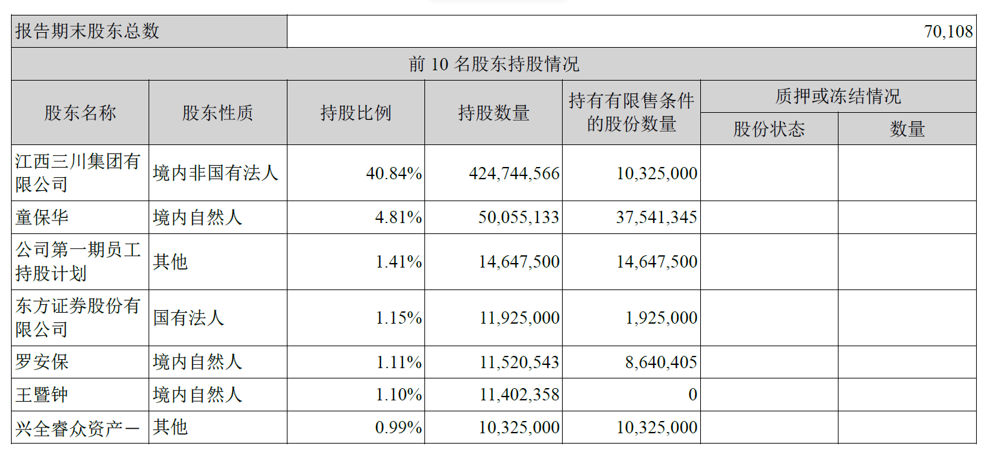 报告期末股东总数 70,108
前 10 名股东持股情况
股东名称 股东性质 持股比例 持股数量 持有有限售条件 质押或冻结情况
的股份数量 股份状态 数量
江西三川集团有 境内非国有法人 40.84% 424,744,566 10,325,000
限公司
童保华 境内自然人 4.81% 50,055,133 37,541,345
公司第一期员工 其他 1.41% 14,647,500 14,647,500
持股计划
东方证券股份有 国有法人 1.15% 11,925,000 1,925,000
限公司
罗安保 境内自然人 1.11% 11,520,543 8,640,405
王暨钟 境内自然人 1.10% 11,402,358 0
兴全睿众资产－ 其他 0.99% 10,325,000 10,325,000